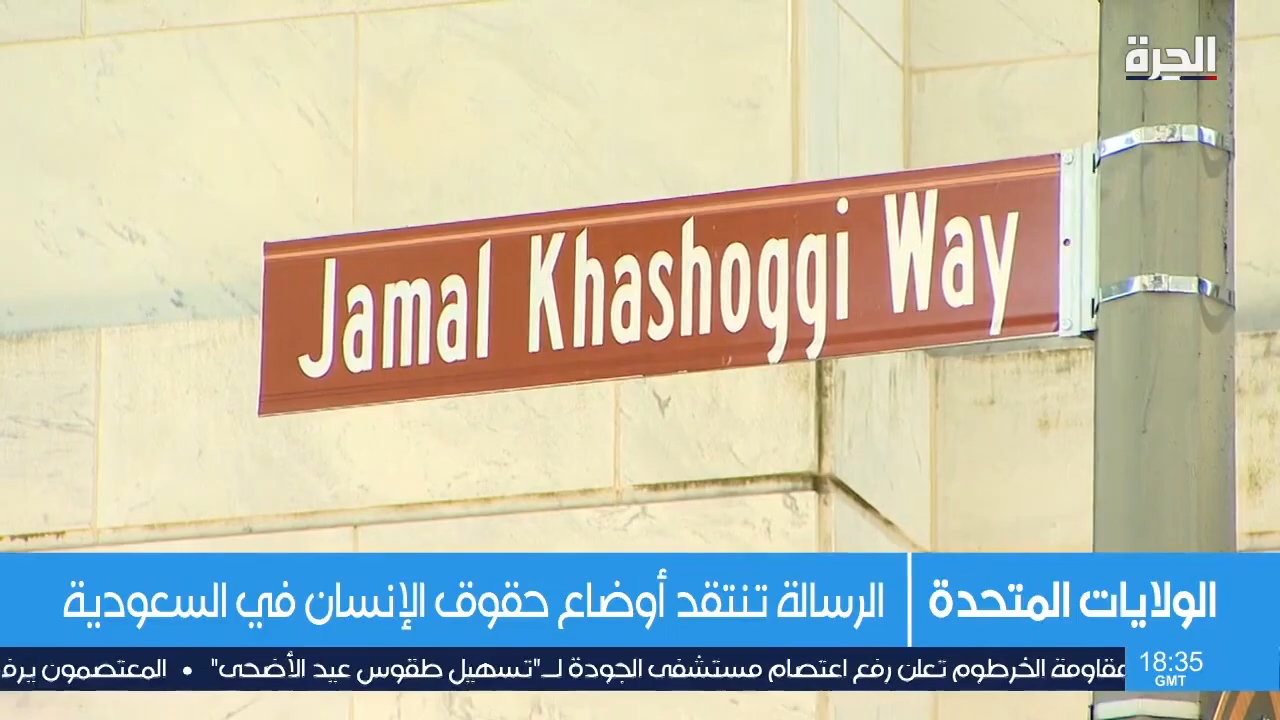 الحرة
Jamal Khashoggi Way
الولايات المتحدة
الرسالة تنتقد أوضاع حقوق الإنسان في السعودية
18:35
GMT
مقاومة الخرطوم تعلن رفع اعتصام مستشفى الجودة لـ"تسهيل طقوس عيد الأضحى" • المعتصمون